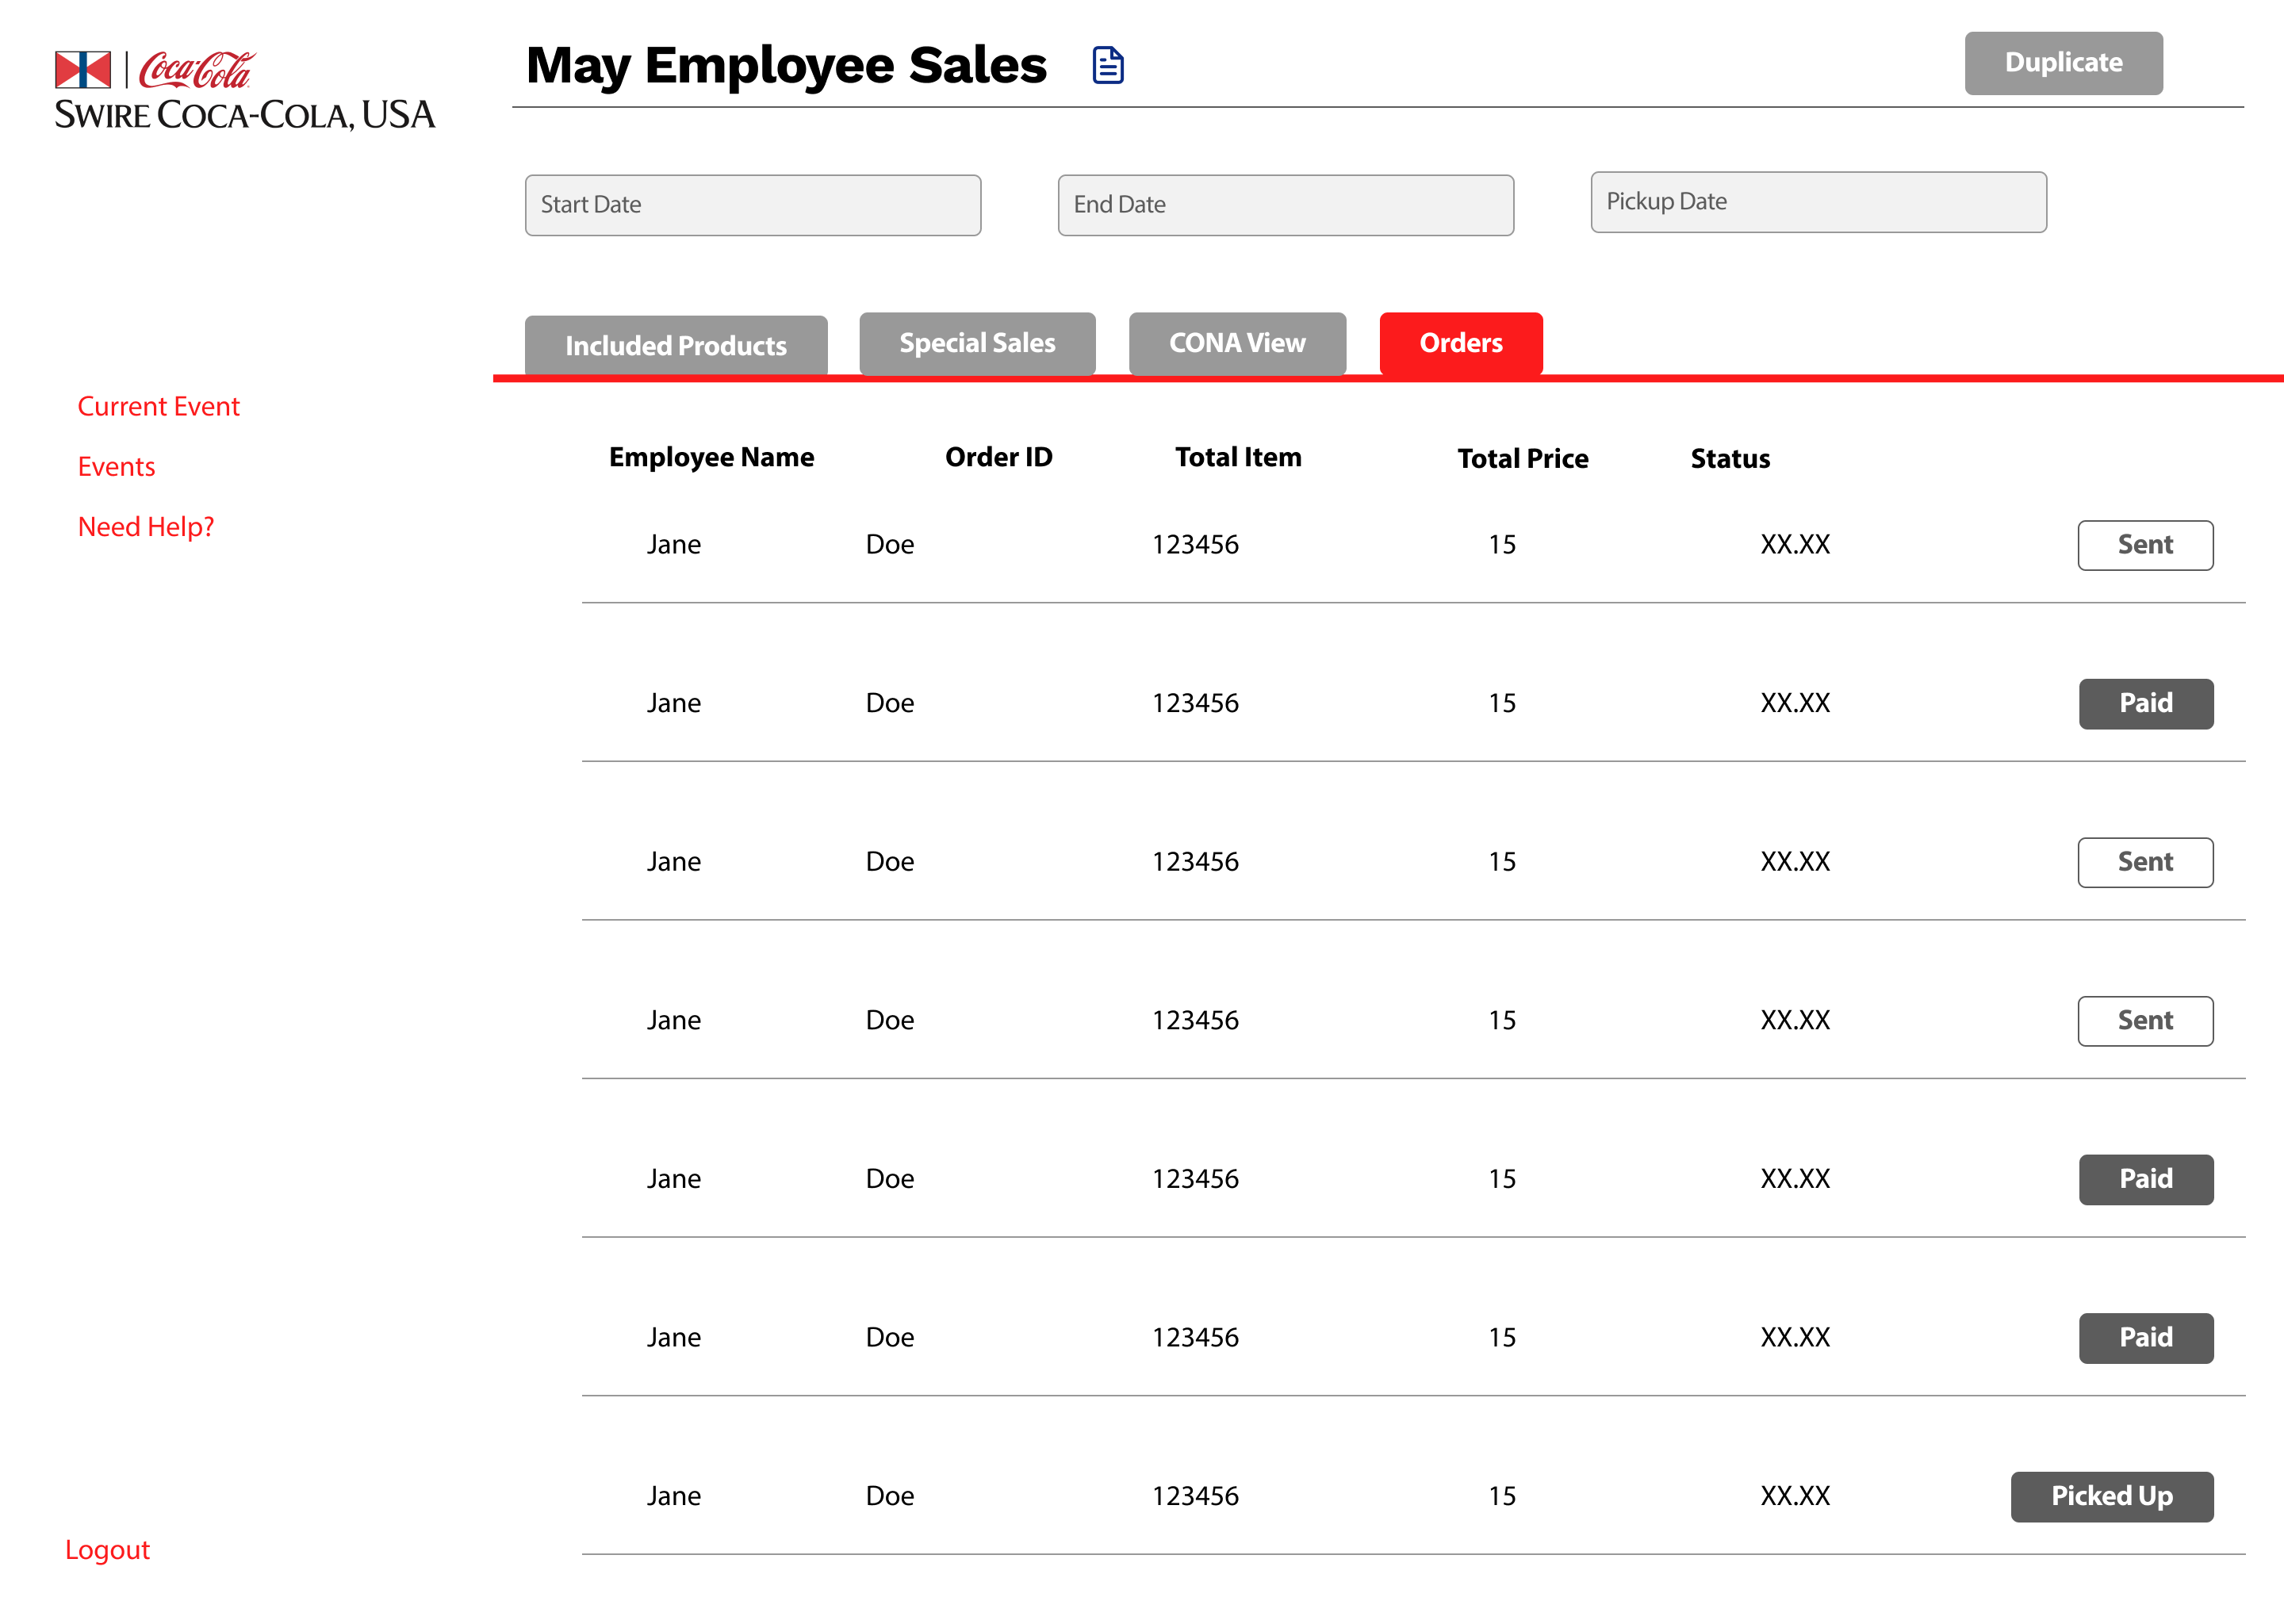 Coca-Cola
SWIRE COCA-COLA, USA
May Employee Sales
Duplicate
Start Date
End Date
Pickup Date
Included Products
Special Sales
CONA View
Orders
Current Event
Events
Need Help?
Logout
Employee Name Order ID Total Item Total Price Status
Jane Doe 123456 15 XX.XX Sent
Jane Doe 123456 15 XX.XX Paid
Jane Doe 123456 15 XX.XX Sent
Jane Doe 123456 15 XX.XX Sent
Jane Doe 123456 15 XX.XX Paid
Jane Doe 123456 15 XX.XX Paid
Jane Doe 123456 15 XX.XX Picked Up